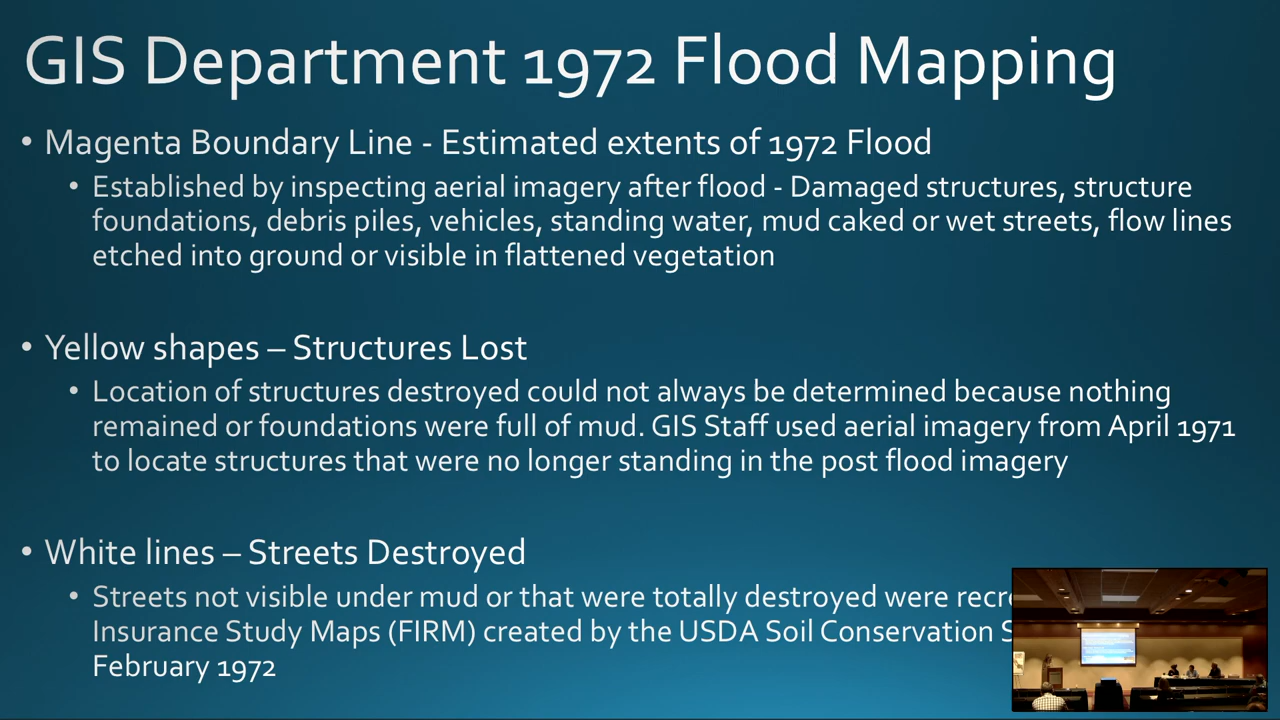 GIS Department 1972 Flood Mapping
• Magenta Boundary Line - Estimated extents of 1972 Flood
• Established by inspecting aerial imagery after flood - Damaged structures, structure
foundations, debris piles, vehicles, standing water, mud caked or wet streets, flow lines
etched into ground or visible in flattened vegetation
• Yellow shapes – Structures Lost
• Location of structures destroyed could not always be determined because nothing
remained or foundations were full of mud. GIS Staff used aerial imagery from April 1971
to locate structures that were no longer standing in the post flood imagery
• White lines – Streets Destroyed
• Streets not visible under mud or that were totally destroyed were
Insurance Study Maps (FIRM) created by the USDA Soil Conservation
February 1972